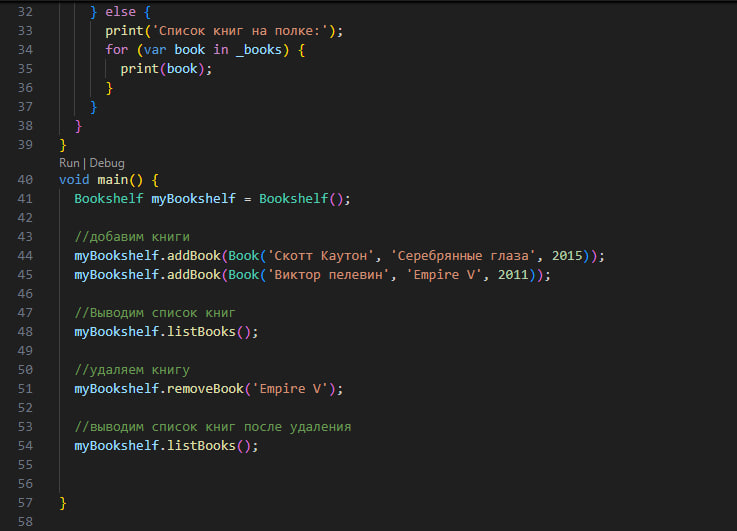 32 } else {
33 print('Список книг на полке:');
34 for (var book in _books) {
35 print(book);
36 }
37 }
38 }
39 }
Run | Debug
40 void main() {
41 Bookshelf myBookshelf = Bookshelf();
42
43 //добавим книги
44 myBookshelf.addBook(Book('Скотт Каутон', 'Серебрянные глаза', 2015));
45 myBookshelf.addBook(Book('Виктор пелевин', 'Empire V', 2011));
46
47 //Выводим список книг
48 myBookshelf.listBooks();
49
50 //удаляем книгу
51 myBookshelf.removeBook('Empire V');
52
53 //выводим список книг после удаления
54 myBookshelf.listBooks();
55
56
57 }
58